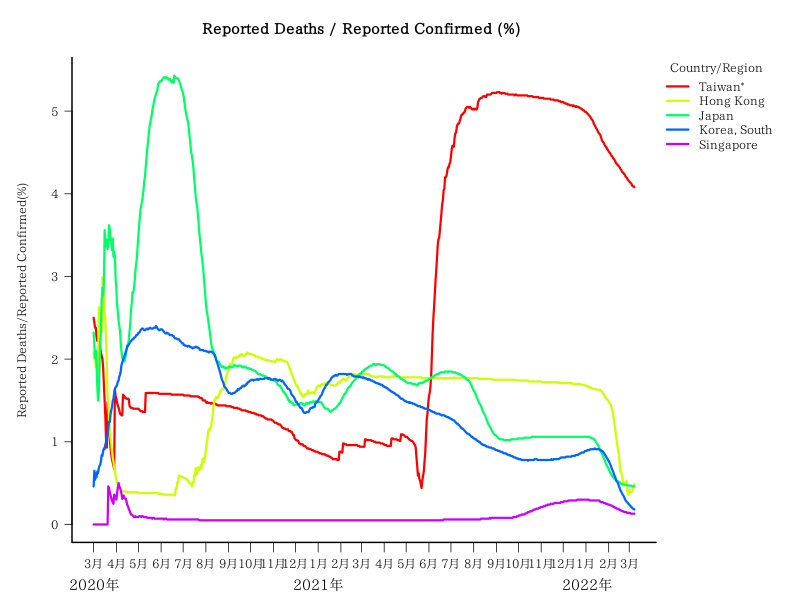 Reported Deaths / Reported Confirmed (%)
Country/Region
Taiwan*
Hong Kong
Japan
Korea, South
Singapore
Reported Deaths/Reported Confirmed(%)
5
4
3
2
1
0
3月 4月 5月 6月 7月 8月 9月 10月 11月 12月 1月 2月 3月 4月 5月 6月 7月 8月 9月 10月 11月 12月 1月 2月 3月
2020年 2021年 2022年